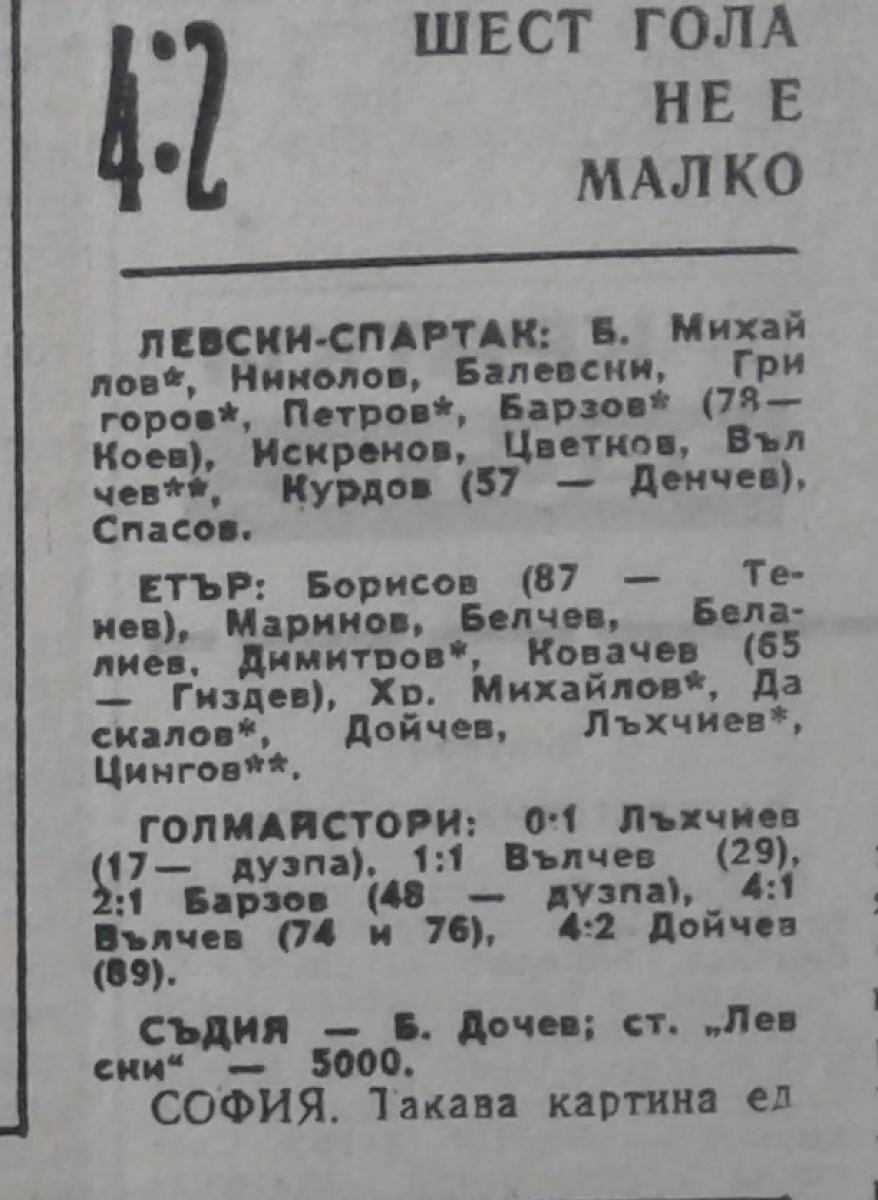 4:2
ШЕСТ ГОЛА
НЕ Е
МАЛКО
ЛЕВСКИ-СПАРТАК: Б. Михай
лов*, Николов, Балевски, Гри
горов*, Петров*, Барзов* (78—
Коев), Искренов, Цветков, Въл
чев**, Курдов (57 — Денчев),
Спасов.
ЕТЪР: Борисов (87 — Те-
нев), Маринов, Белчев, Бела-
лиев, Димитров*, Ковачев (65
— Гиздев), Хр. Михайлов*, Да
скалов*, Дойчев, Лъхчиев*,
Цингов**.
ГОЛМАЙСТОРИ: 0:1 Лъхчиев
(17— дузпа), 1:1 Вълчев (29),
2:1 Барзов (48 — дузпа), 4:1
Вълчев (74 и 76), 4:2 Дойчев
(89).
СЪДИЯ — Б. Дочев; ст. „Лев
ски“ — 5000.
СОФИЯ. Такава картина ед